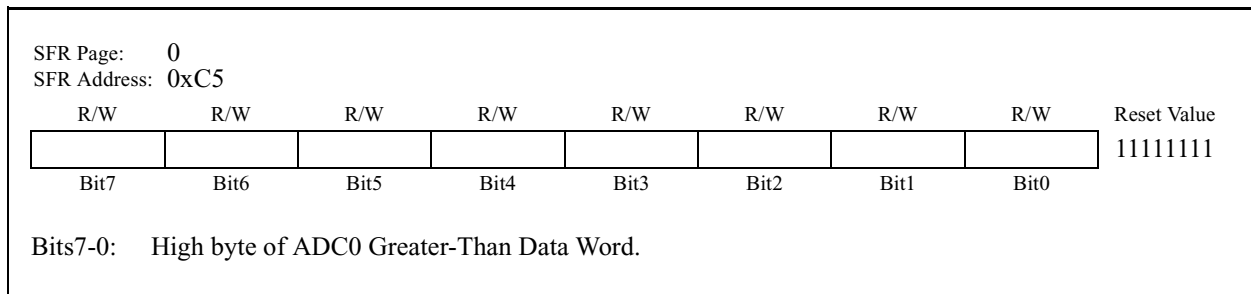 SFR Page: 0
SFR Address: 0xC5
R/W R/W R/W R/W R/W R/W R/W R/W Reset Value
11111111
Bit7 Bit6 Bit5 Bit4 Bit3 Bit2 Bit1 Bit0
Bits7-0: High byte of ADC0 Greater-Than Data Word.